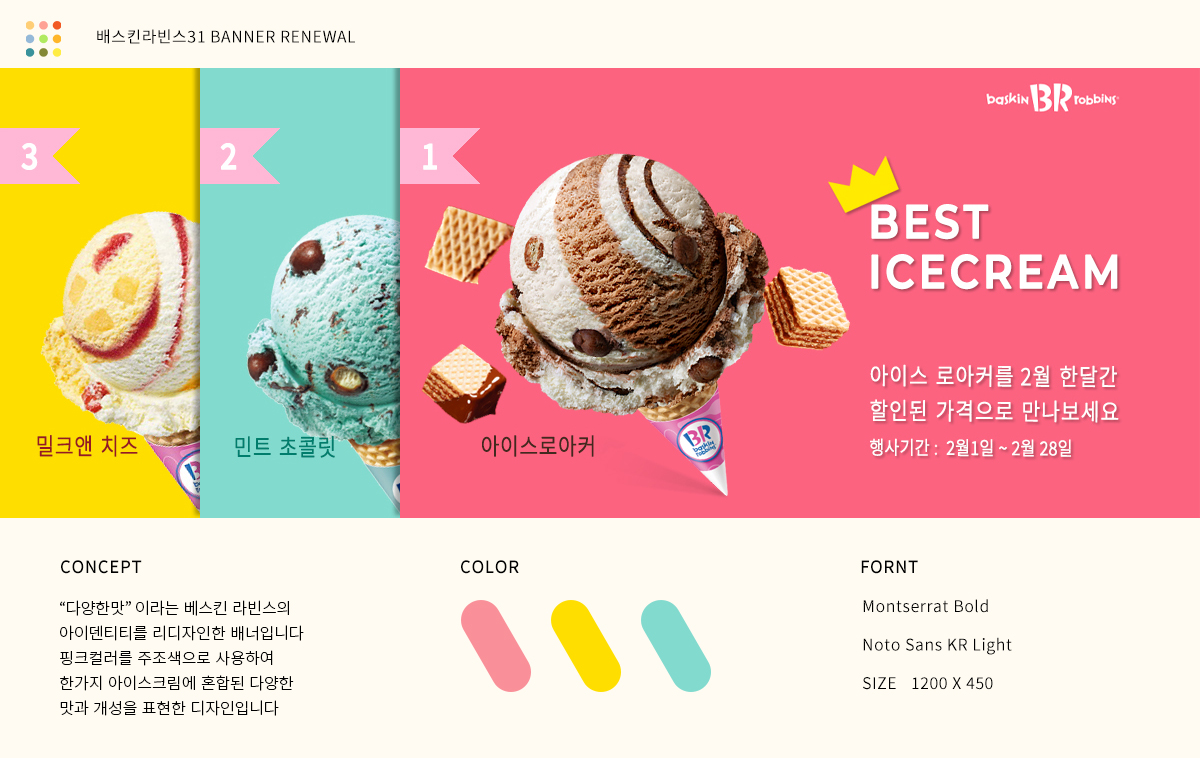 배스킨라빈스31 BANNER RENEWAL
baskin BR robbins
3
2
1
BEST
ICECREAM
아이스 로아커를 2월 한달간
할인된 가격으로 만나보세요
행사기간 : 2월1일 ~ 2월 28일
밀크앤 치즈
민트 초콜릿
아이스로아커
BR
baskin
robbins
CONCEPT
“다양한맛” 이라는 베스킨 라빈스의
아이덴티티를 리디자인한 배너입니다
핑크컬러를 주조색으로 사용하여
한가지 아이스크림에 혼합된 다양한
맛과 개성을 표현한 디자인입니다
COLOR
FORNT
Montserrat Bold
Noto Sans KR Light
SIZE 1200 X 450